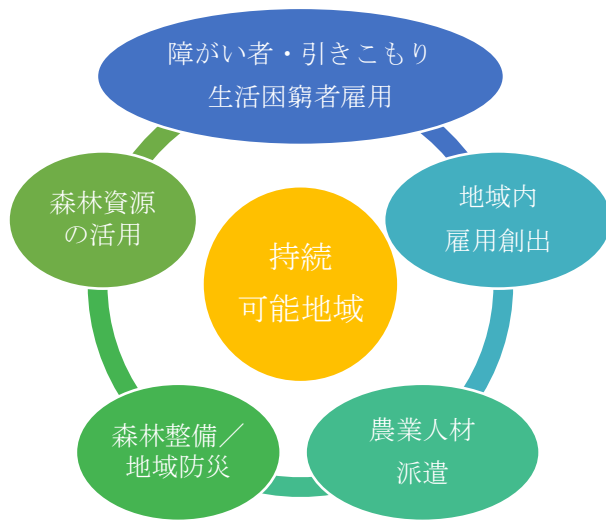 障がい者・引きこもり
生活困窮者雇用
森林資源
の活用
地域内
雇用創出
持続
可能地域
森林整備／
地域防災
農業人材
派遣